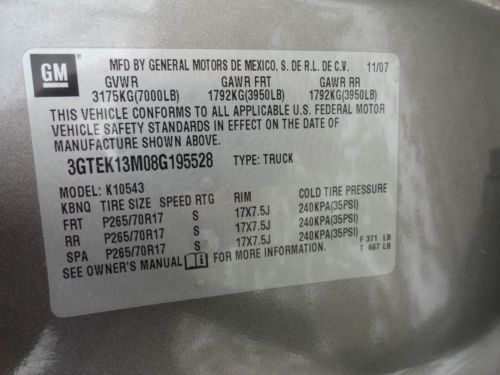 GM
MFD BY GENERAL MOTORS DE MEXICO, S. DE R.L. DE C.V. 11/07
GVWR GAWR FRT GAWR RR
3175KG(7000LB) 1792KG(3950LB) 1792KG(3950LB)
THIS VEHICLE CONFORMS TO ALL APPLICABLE U.S. FEDERAL MOTOR
VEHICLE SAFETY STANDARDS IN EFFECT ON THE DATE OF
MANUFACTURE SHOWN ABOVE.
3GTEK13M08G195528 TYPE: TRUCK
MODEL: K10543
KBNQ TIRE SIZE SPEED RTG RIM COLD TIRE PRESSURE
FRT P265/70R17 S 17X7.5J 240KPA(35PSI)
RR P265/70R17 S 17X7.5J 240KPA(35PSI)
SPA P265/70R17 S 17X7.5J 240KPA(35PSI) F 371 LB
SEE OWNER'S MANUAL i FOR MORE INFORMATION. T 667 LB